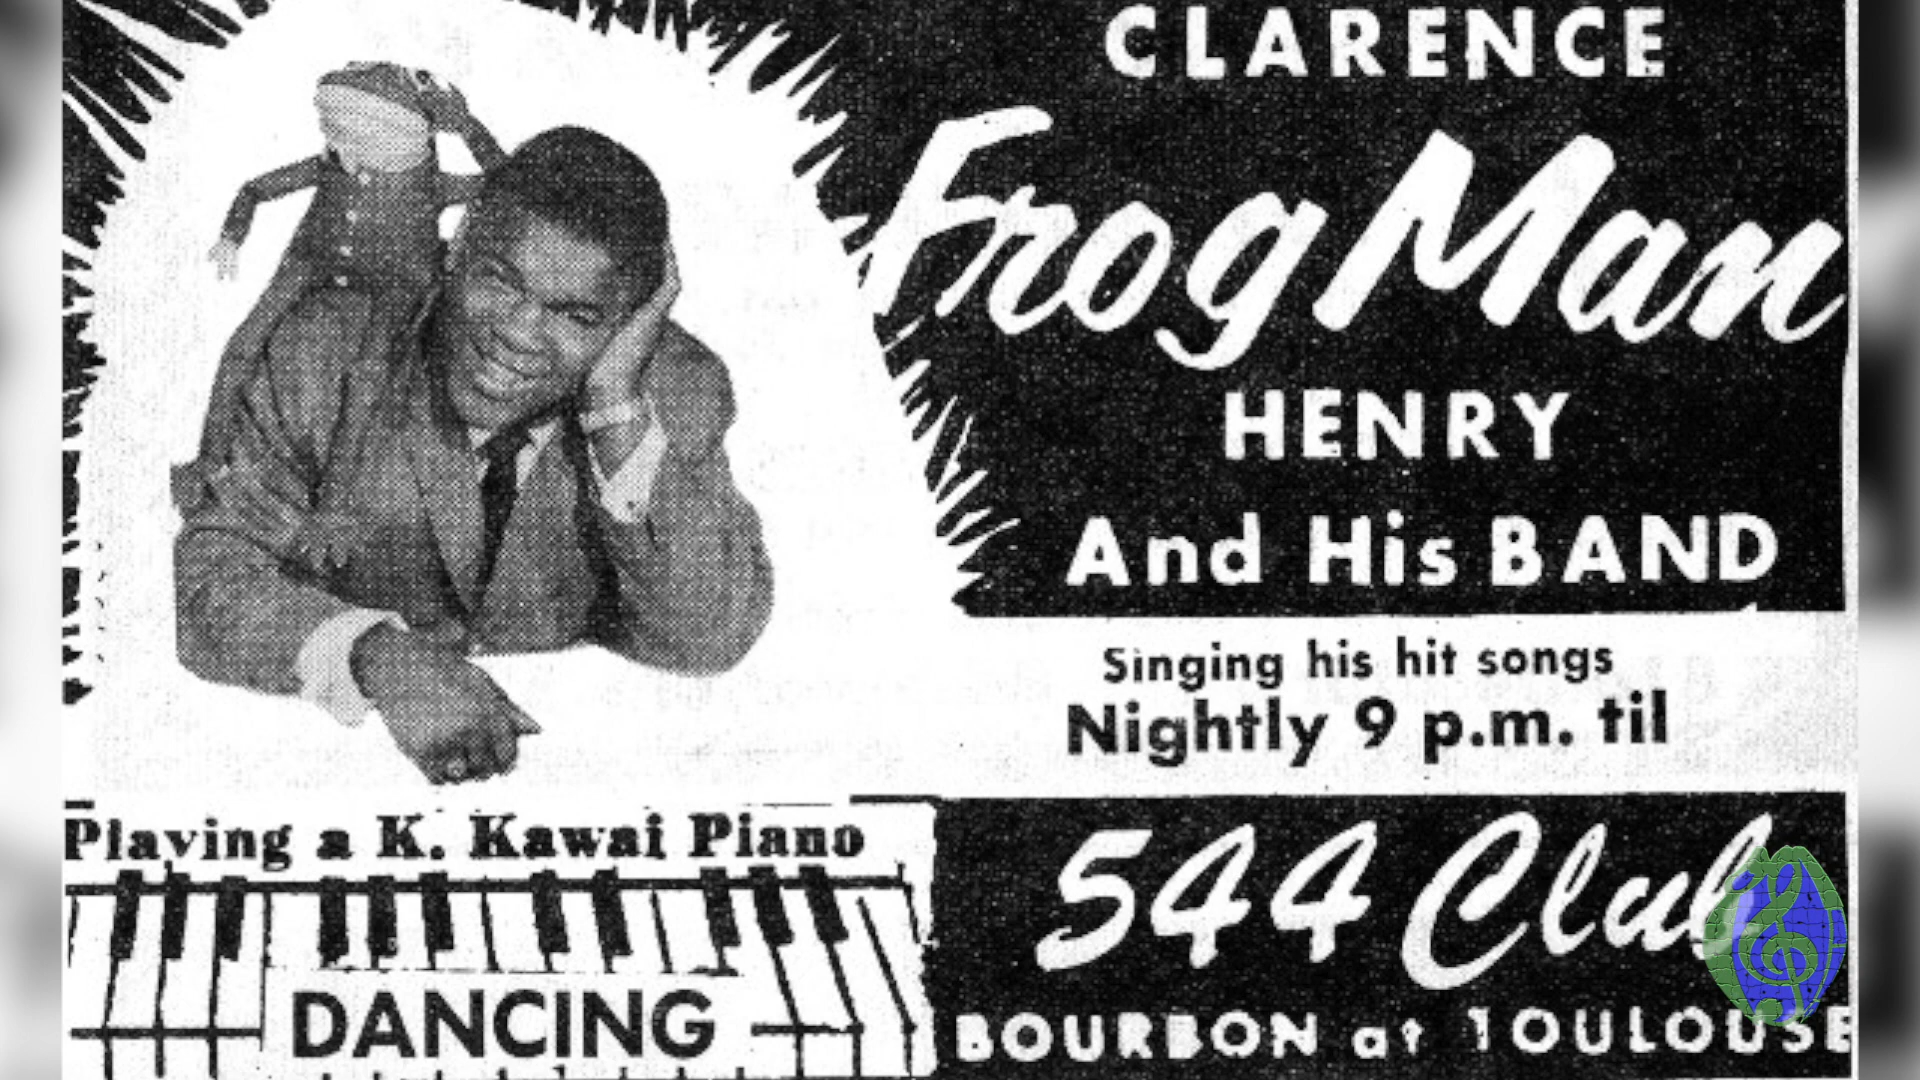 CLARENCE
Frog Man
HENRY
And His BAND
Singing his hit songs
Nightly 9 p.m. til
Playing a K. Kawai Piano
DANCING
544 Club
BOURBON at TOULOUSE